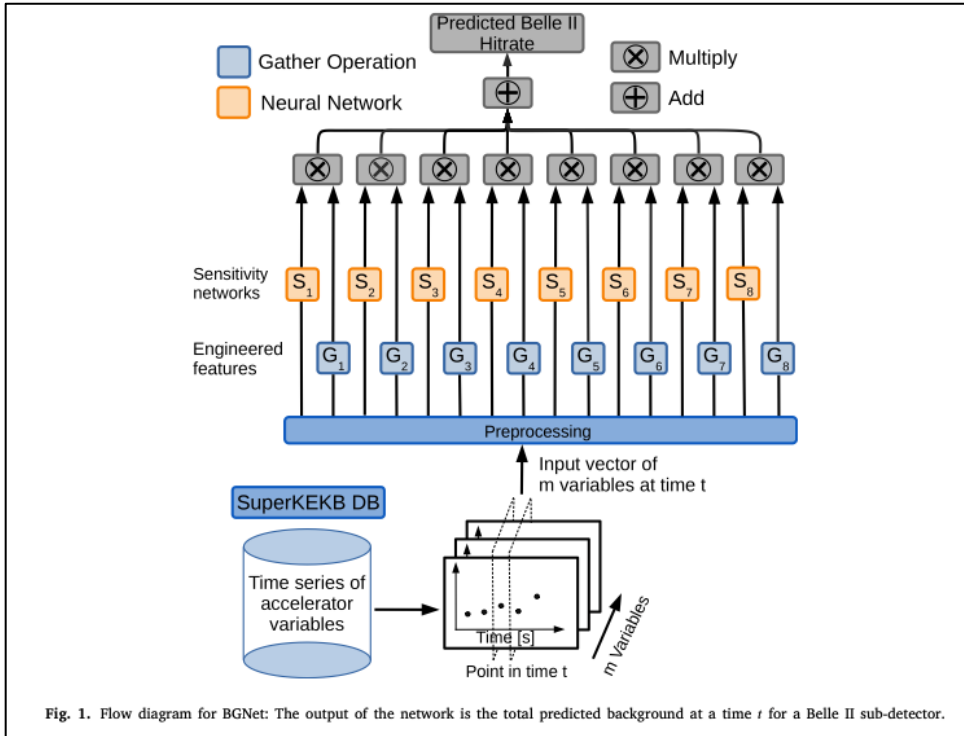 Predicted Belle II
Hitrate
Gather Operation
Neural Network
Multiply
Add
Sensitivity
networks
S1 S2 S3 S4 S5 S6 S7 S8
Engineered
features
G1 G2 G3 G4 G5 G6 G7 G8
Preprocessing
Input vector of
m variables at time t
SuperKEKB DB
Time series of
accelerator
variables
Time [s]
Point in time t
m Variables
Fig. 1. Flow diagram for BGNet: The output of the network is the total predicted background at a time t for a Belle II sub-detector.